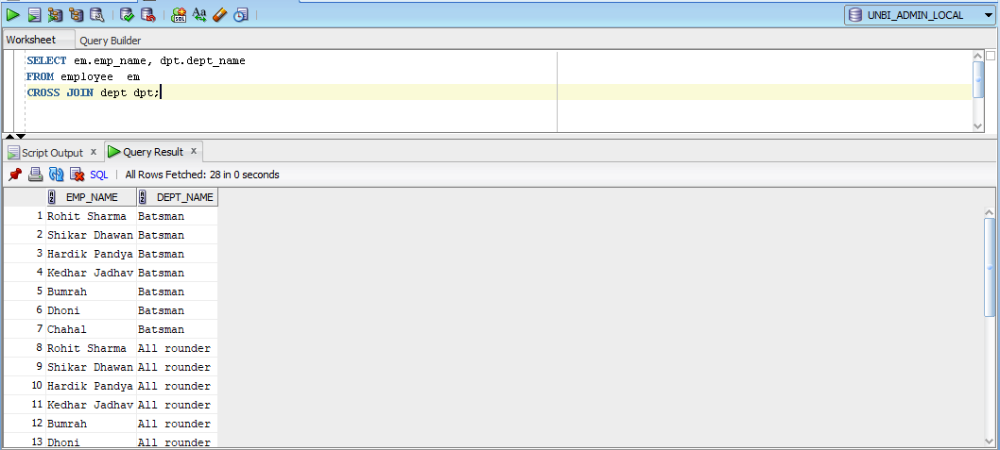 UNBI_ADMIN_LOCAL
Worksheet Query Builder
SELECT em.emp_name, dpt.dept_name
FROM employee em
CROSS JOIN dept dpt;
Script Output x Query Result x
SQL All Rows Fetched: 28 in 0 seconds
EMP_NAME DEPT_NAME
1 Rohit Sharma Batsman
2 Shikar Dhawan Batsman
3 Hardik Pandya Batsman
4 Kedhar Jadhav Batsman
5 Bumrah Batsman
6 Dhoni Batsman
7 Chahal Batsman
8 Rohit Sharma All rounder
9 Shikar Dhawan All rounder
10 Hardik Pandya All rounder
11 Kedhar Jadhav All rounder
12 Bumrah All rounder
13 Dhoni All rounder